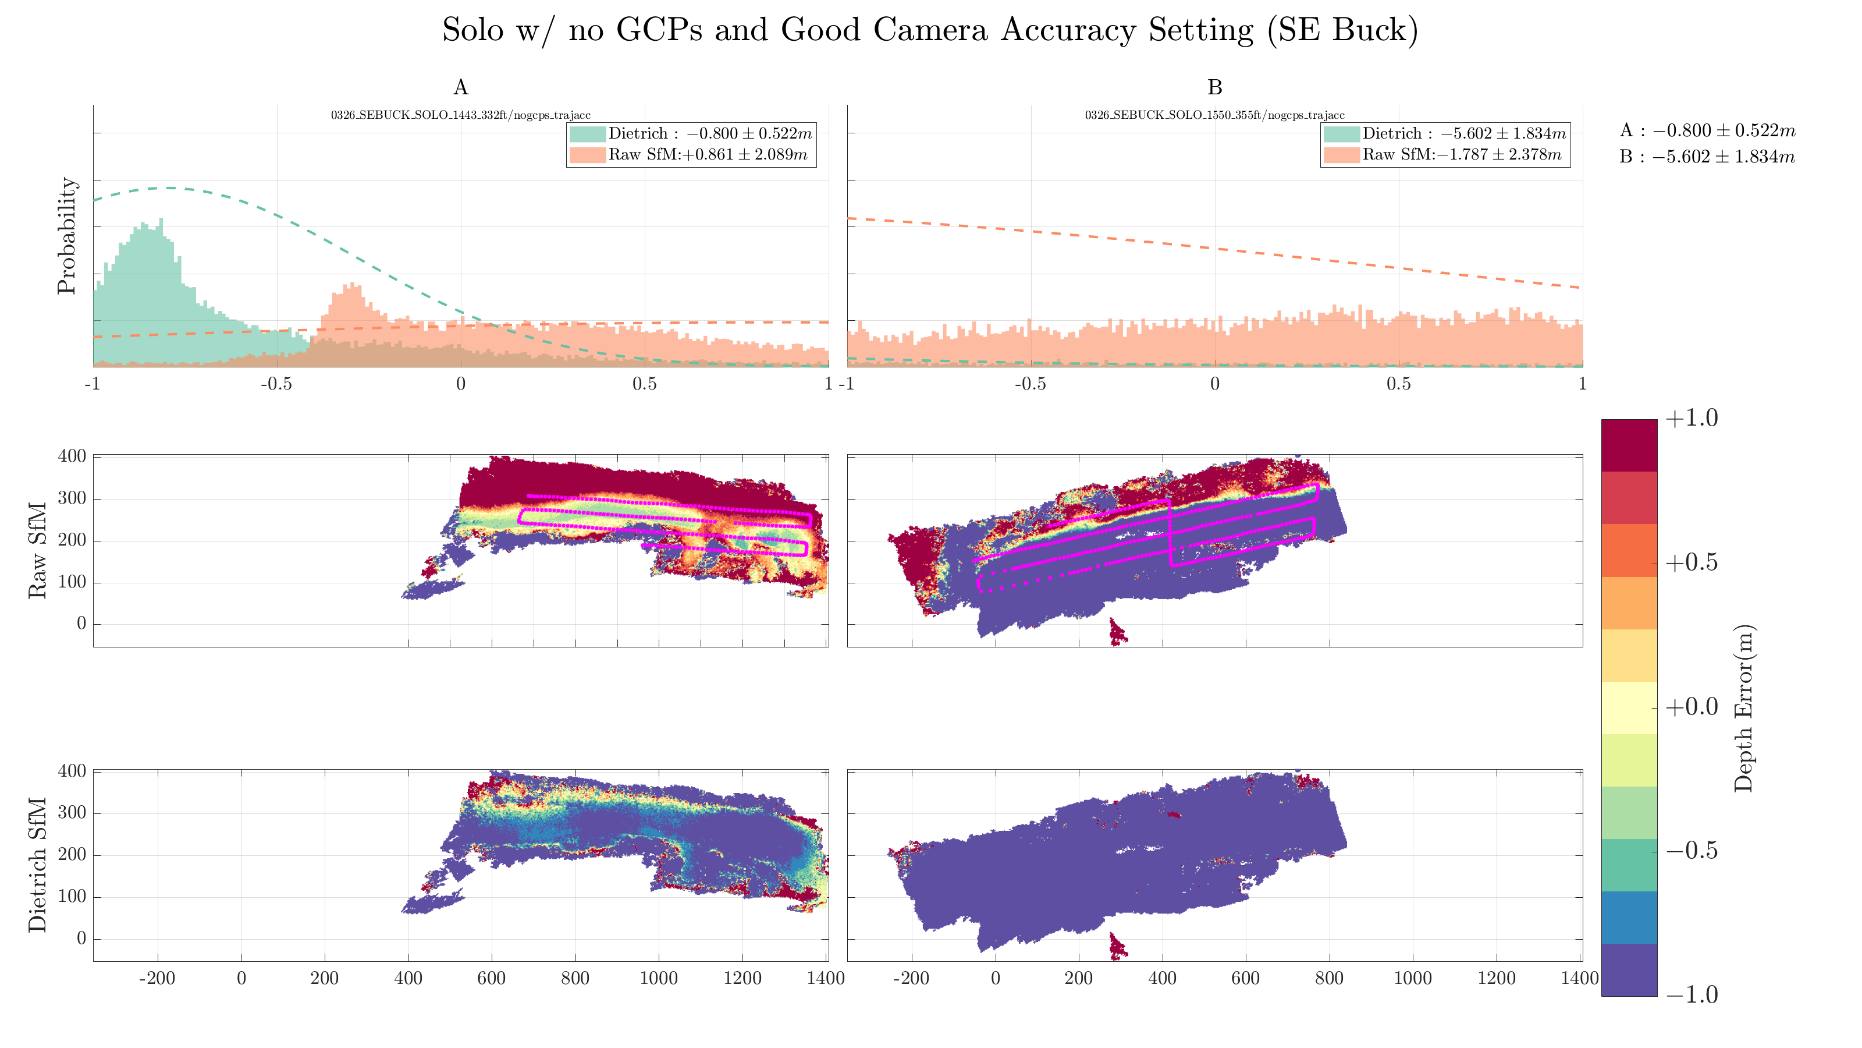 Solo w/ no GCPs and Good Camera Accuracy Setting (SE Buck)
A
B
0326_SEBUCK_SOLO_1443_332ft/nogcps_trajacc
Dietrich : −0.800 ± 0.522m
Raw SfM:+0.861 ± 2.089m
0326_SEBUCK_SOLO_1550_355ft/nogcps_trajacc
Dietrich : −5.602 ± 1.834m
Raw SfM:−1.787 ± 2.378m
A : −0.800 ± 0.522m
B : −5.602 ± 1.834m
Probability
-1 -0.5 0 0.5 1
-1 -0.5 0 0.5 1
Raw SfM
400
300
200
100
0
Dietrich SfM
400
300
200
100
0
-200 0 200 400 600 800 1000 1200 1400
-200 0 200 400 600 800 1000 1200 1400
+1.0
+0.5
+0.0
−0.5
−1.0
Depth Error(m)